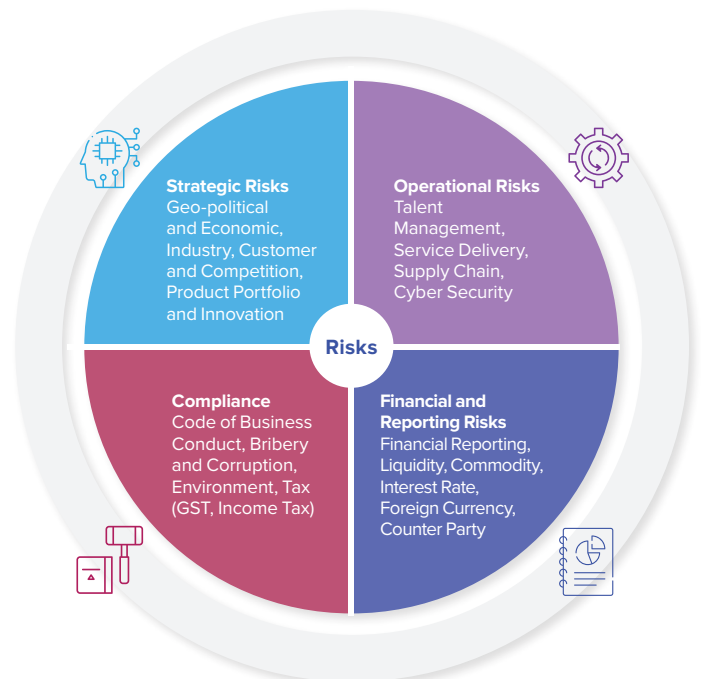 Strategic Risks
Geo-political
and Economic,
Industry, Customer
and Competition,
Product Portfolio
and Innovation
Operational Risks
Talent
Management,
Service Delivery,
Supply Chain,
Cyber Security
Risks
Compliance
Code of Business
Conduct, Bribery
and Corruption,
Environment, Tax
(GST, Income Tax)
Financial and
Reporting Risks
Financial Reporting,
Liquidity, Commodity,
Interest Rate,
Foreign Currency,
Counter Party